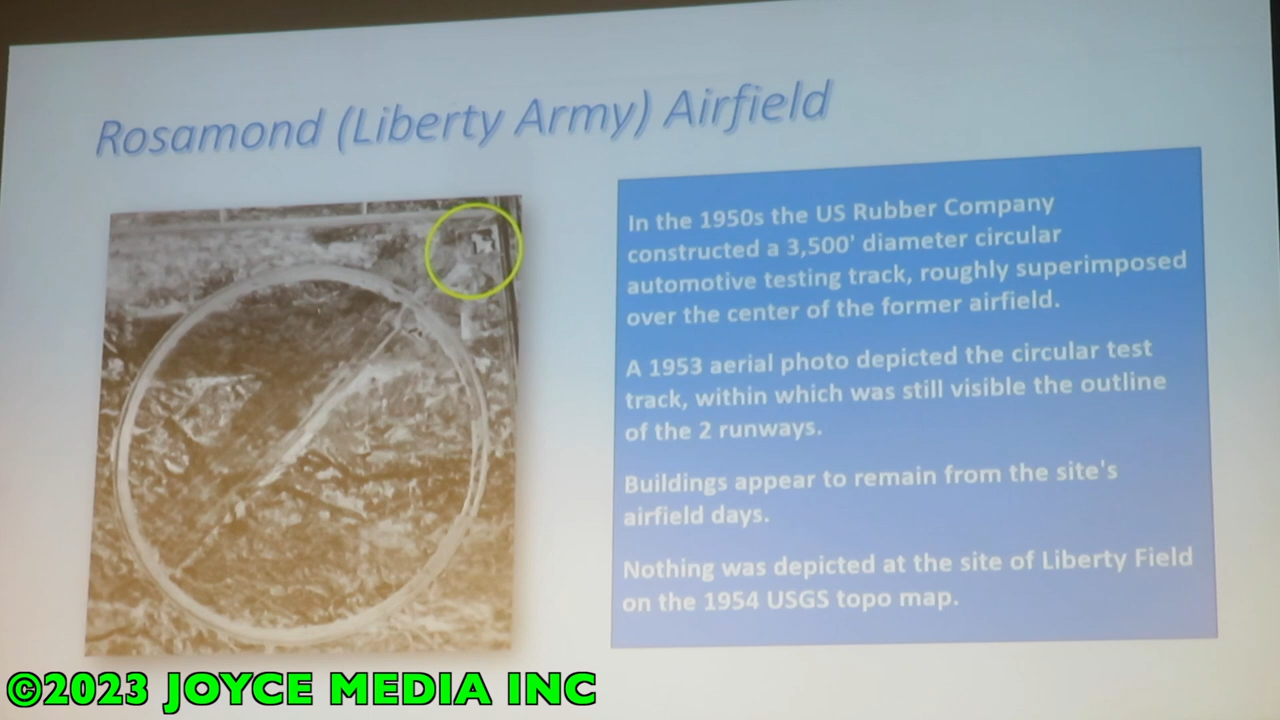 Rosamond (Liberty Army) Airfield
In the 1950s the US Rubber Company
constructed a 3,500' diameter circular
automotive testing track, roughly superimposed
over the center of the former airfield.
A 1953 aerial photo depicted the circular test
track, within which was still visible the outline
of the 2 runways.
Buildings appear to remain from the site's
airfield days.
Nothing was depicted at the site of Liberty Field
on the 1954 USGS topo map.
©2023 JOYCE MEDIA INC